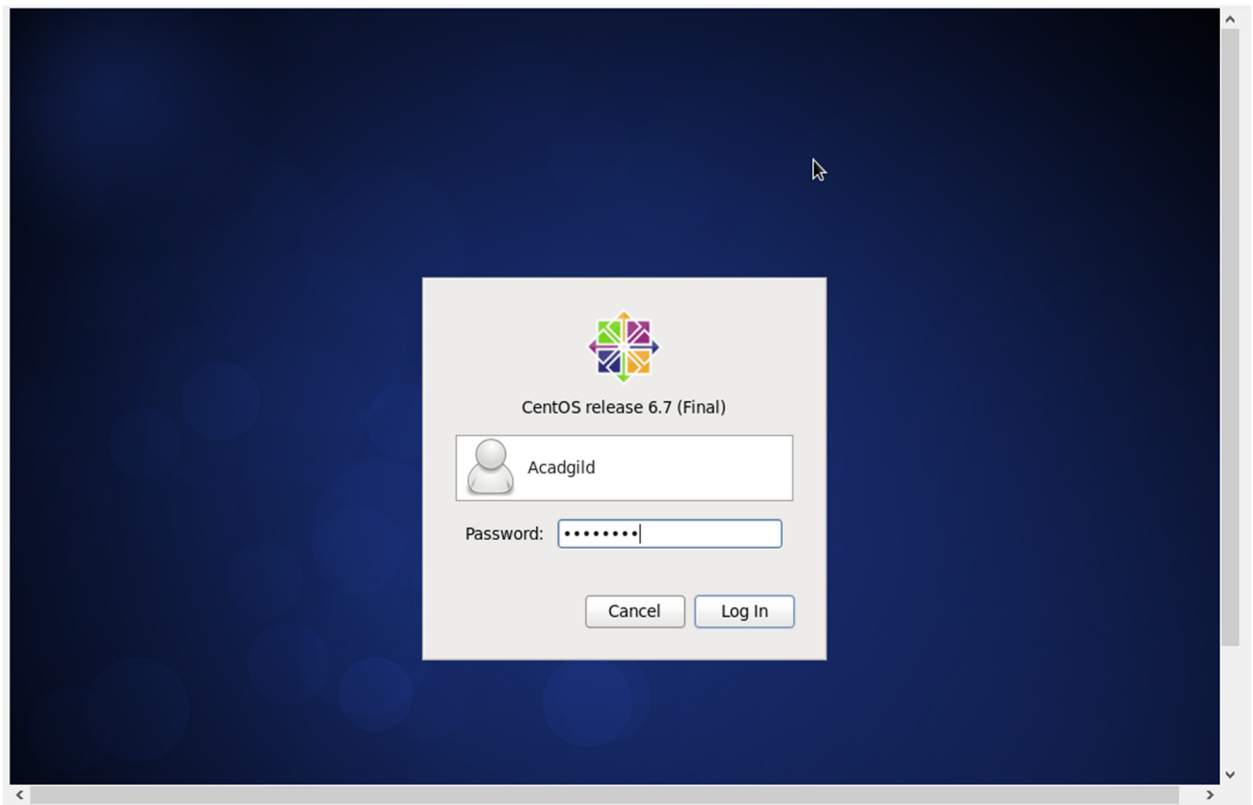 CentOS release 6.7 (Final)
Acadgild
Password: ••••••••
Cancel Log In